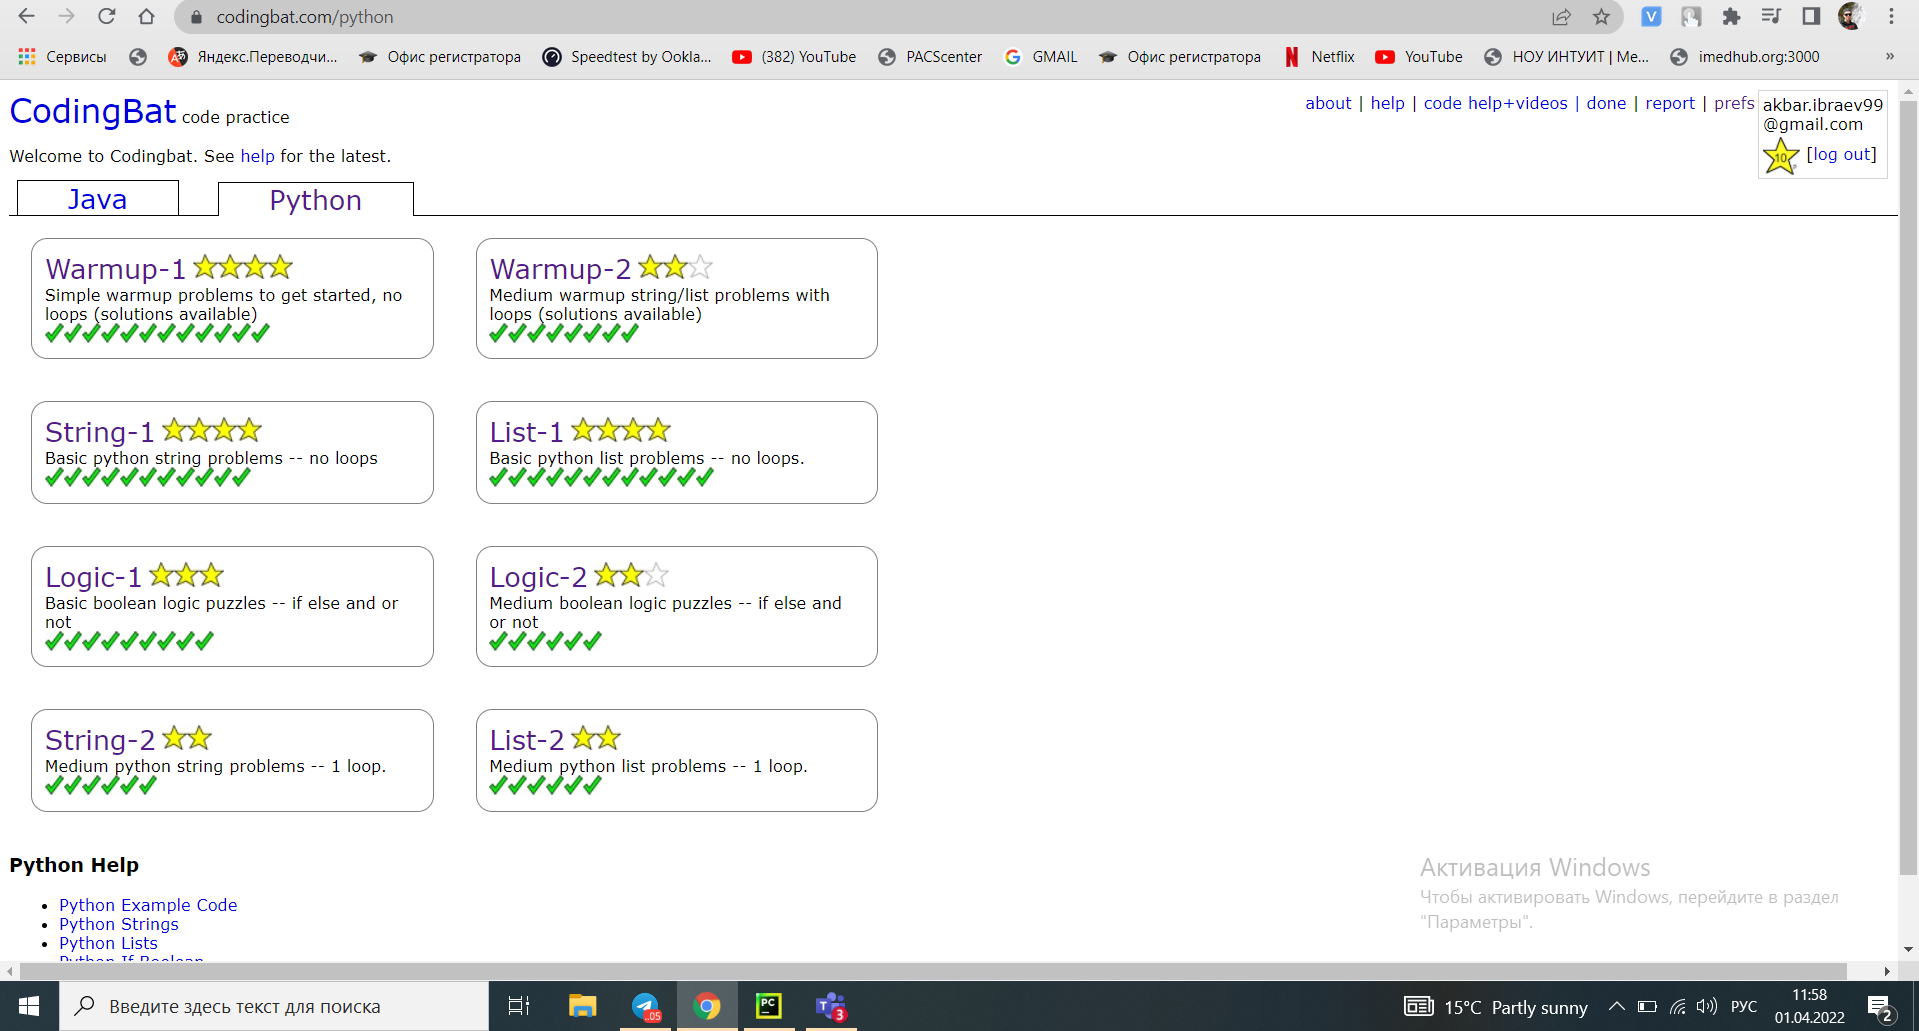 codingbat.com/python
Сервисы Яндекс.Переводчи... Офис регистратора Speedtest by Ookla... (382) YouTube PACScenter GMAIL Офис регистратора Netflix YouTube НОУ ИНТУИТ | Ме... imedhub.org:3000 »
CodingBat code practice
about | help | code help+videos | done | report | prefs
akbar.ibraev99
@gmail.com
10 [log out]
Welcome to Codingbat. See help for the latest.
Java Python
Warmup-1
Simple warmup problems to get started, no
loops (solutions available)
Warmup-2
Medium warmup string/list problems with
loops (solutions available)
String-1
Basic python string problems -- no loops
List-1
Basic python list problems -- no loops.
Logic-1
Basic boolean logic puzzles -- if else and or
not
Logic-2
Medium boolean logic puzzles -- if else and
or not
String-2
Medium python string problems -- 1 loop.
List-2
Medium python list problems -- 1 loop.
Python Help
Python Example Code
Python Strings
Python Lists
Python If Boolean
Активация Windows
Чтобы активировать Windows, перейдите в раздел
"Параметры".
Введите здесь текст для поиска
15°C Partly sunny
РУС
11:58
01.04.2022
2